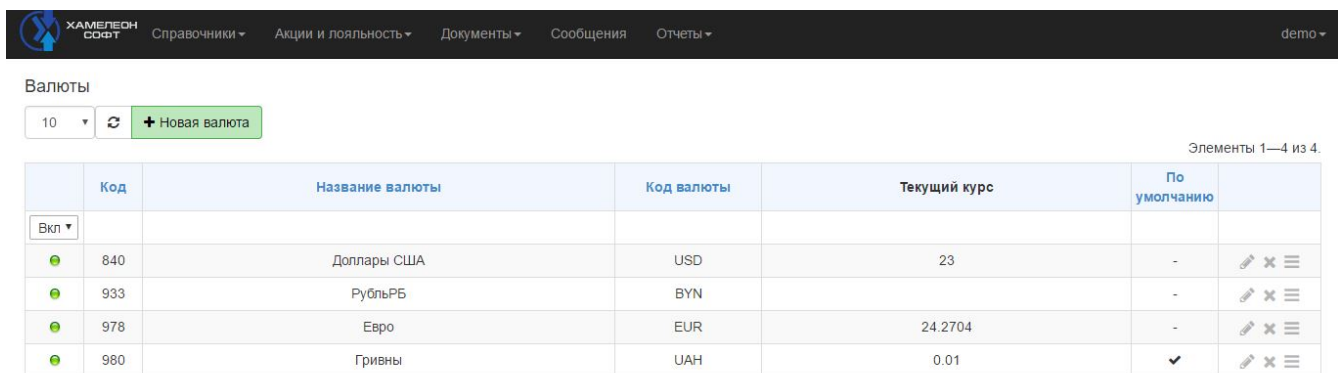 ХАМЕЛЕОН
СОФТ
Справочники Акции и лояльность Документы Сообщения Отчеты demo
Валюты
10 Новая валюта
Элементы 1—4 из 4.
Код Название валюты Код валюты Текущий курс По умолчанию
Вкл
840 Доллары США USD 23 -
933 РубльРБ BYN -
978 Евро EUR 24.2704 -
980 Гривны UAH 0.01